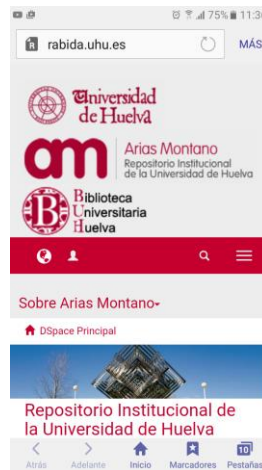 75% 11:3
rabida.uhu.es
MÁS
Universidad
de Huelva
am
Arias Montano
Repositorio Institucional
de la Universidad de Huelva
Biblioteca
Universitaria
Huelva
Sobre Arias Montano
DSpace Principal
Repositorio Institucional de
la Universidad de Huelva
10
Atrás Adelante Inicio Marcadores Pestañas